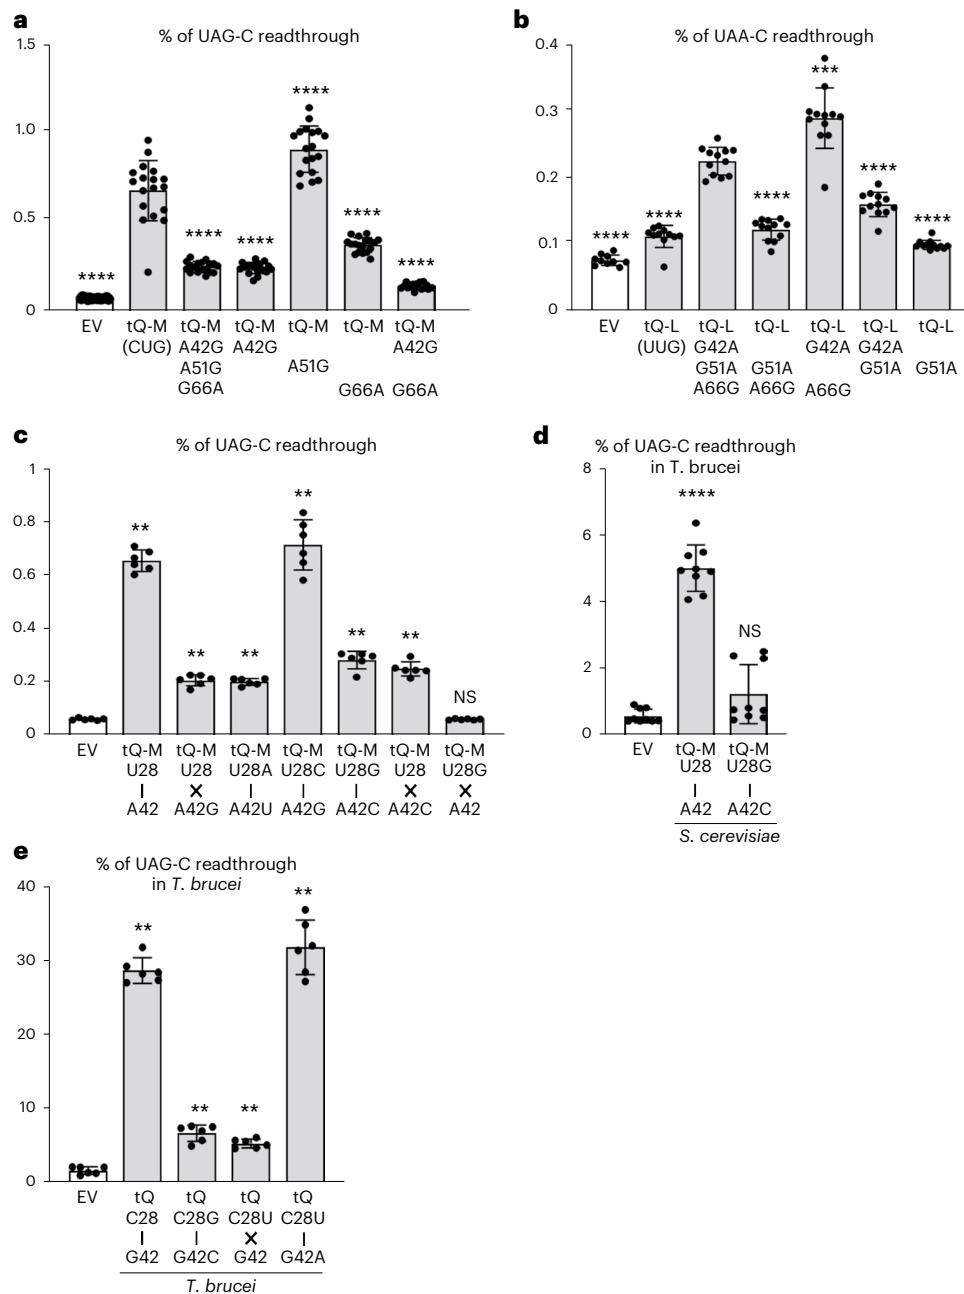 a
% of UAG-C readthrough
1.5
1.0
0.5
0
****
****
****
****
****
****
EV
tQ-M
tQ-M
tQ-M
tQ-M
tQ-M
tQ-M
(CUG)
A42G
A42G
A42G
A51G
A51G
G66A
G66A
G66A
b
% of UAA-C readthrough
0.4
0.3
0.2
0.1
0
****
****
****
***
****
****
EV
tQ-L
tQ-L
tQ-L
tQ-L
tQ-L
tQ-L
(UUG)
G42A
G42A
G42A
G51A
G51A
G51A
G51A
A66G
A66G
A66G
c
% of UAG-C readthrough
1
0.8
0.6
0.4
0.2
0
**
**
**
**
**
**
NS
EV
tQ-M
tQ-M
tQ-M
tQ-M
tQ-M
tQ-M
tQ-M
U28
U28
U28A
U28C
U28G
U28
U28G
A42
A42G
A42U
A42G
A42C
A42C
A42
d
% of UAG-C readthrough
in T. brucei
8
6
4
2
0
****
NS
EV
tQ-M
tQ-M
U28
U28G
A42
A42C
S. cerevisiae
e
% of UAG-C readthrough
in T. brucei
40
30
20
10
0
**
**
**
**
EV
tQ
tQ
tQ
tQ
C28
C28G
C28U
C28U
G42
G42C
G42
G42A
T. brucei